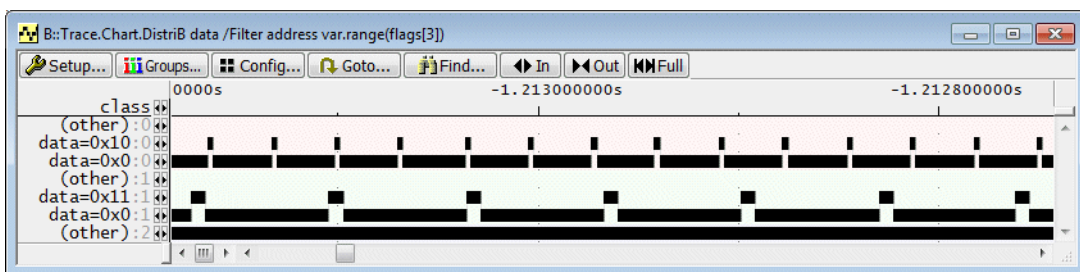 B::Trace.Chart.DistriB data /Filter address var.range(flags[3])
Setup... Groups... Config... Goto... Find... In Out Full
0000s -1.213000000s -1.212800000s
class
(other):0
data=0x10:0
data=0x0:0
(other):1
data=0x11:1
data=0x0:1
(other):2